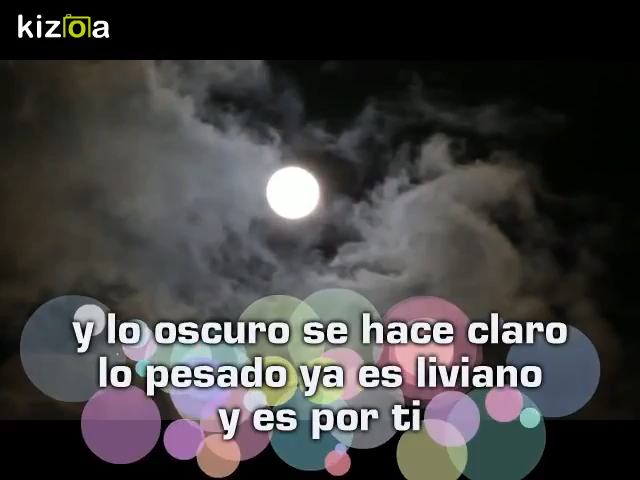 kizoa
y lo oscuro se hace claro
lo pesado ya es liviano
y es por ti